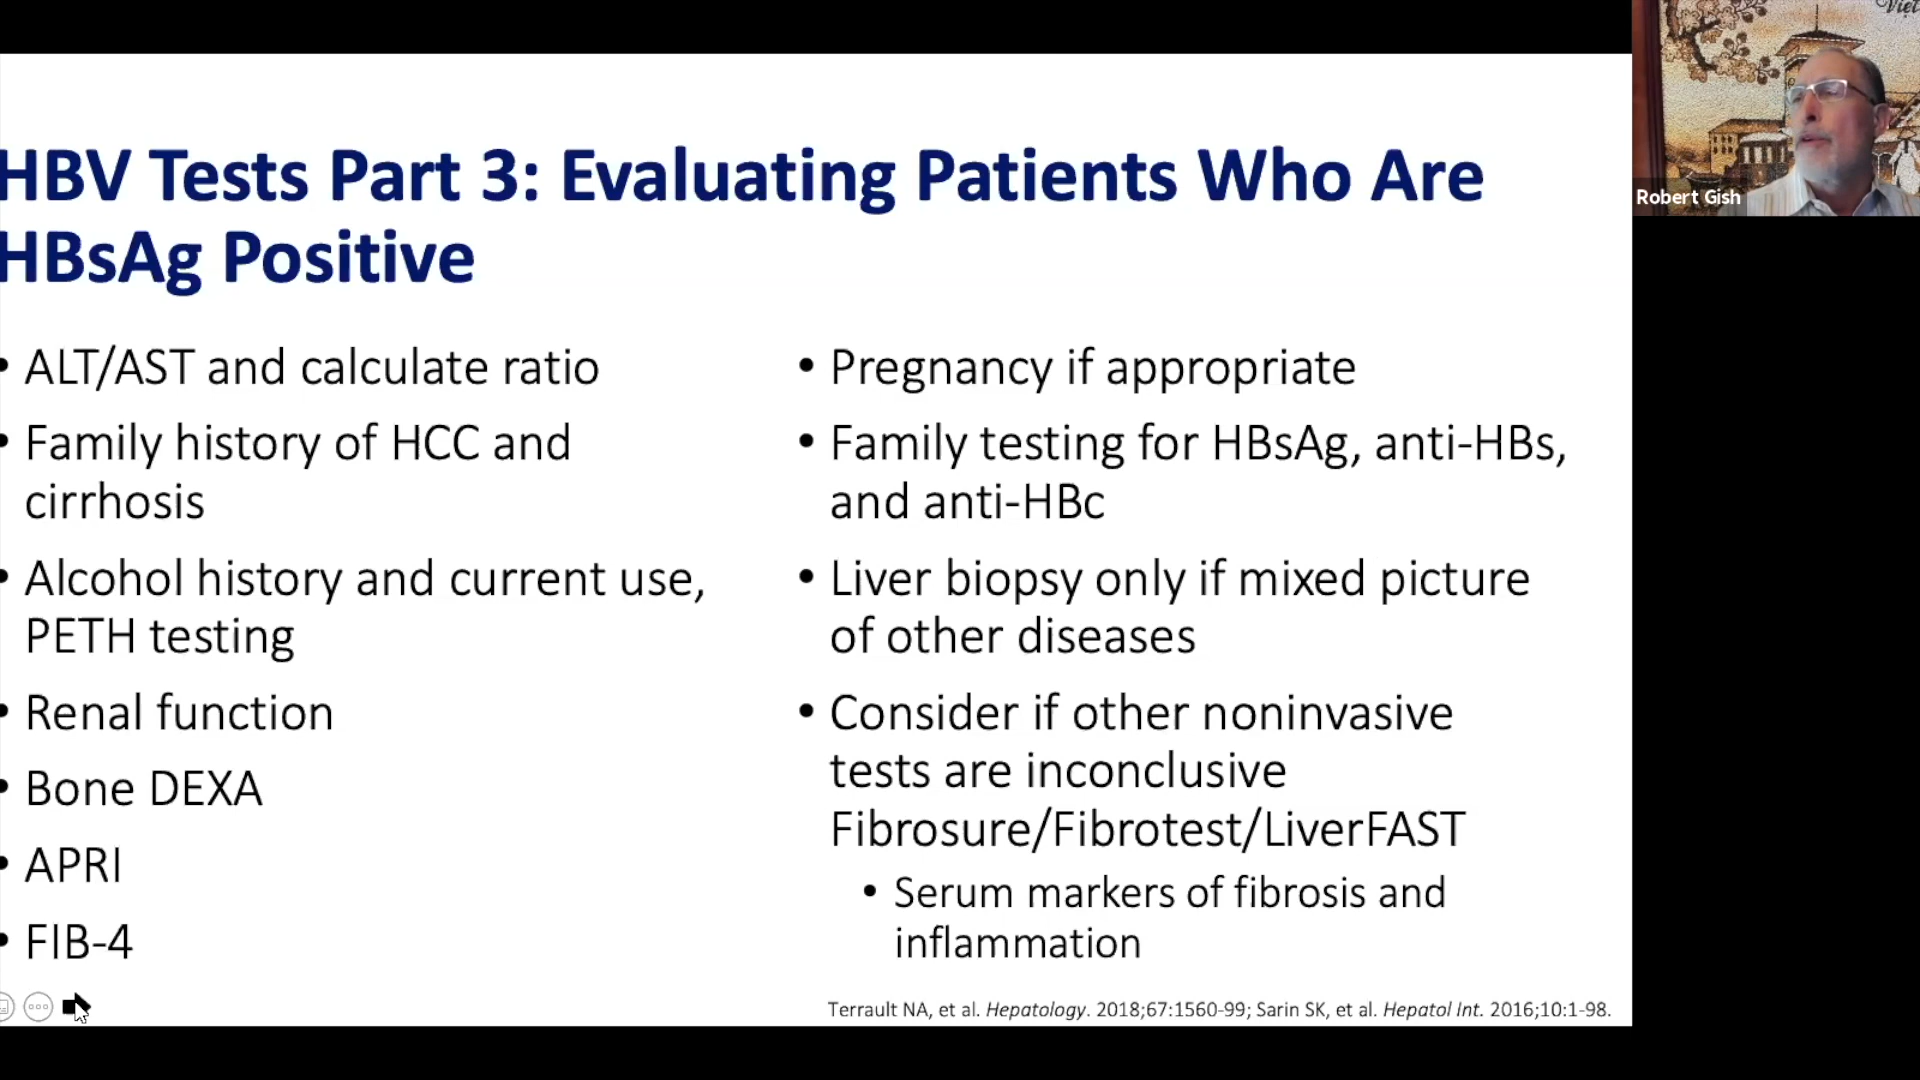 HBV Tests Part 3: Evaluating Patients Who Are
HBsAg Positive
• ALT/AST and calculate ratio
• Family history of HCC and
cirrhosis
• Alcohol history and current use,
PETH testing
• Renal function
• Bone DEXA
• APRI
• FIB-4
• Pregnancy if appropriate
• Family testing for HBsAg, anti-HBs,
and anti-HBc
• Liver biopsy only if mixed picture
of other diseases
• Consider if other noninvasive
tests are inconclusive
Fibrosure/Fibrotest/LiverFAST
• Serum markers of fibrosis and
inflammation
Terrault NA, et al. Hepatology. 2018;67:1560-99; Sarin SK, et al. Hepatol Int. 2016;10:1-98.
Robert Gish